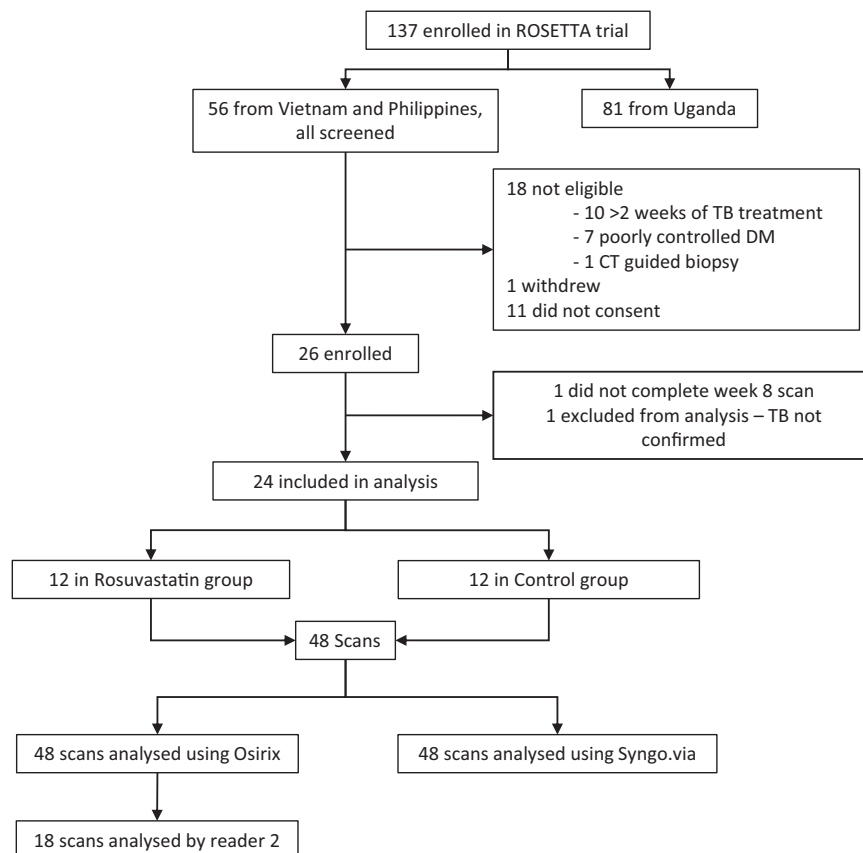 137 enrolled in ROSETTA trial
56 from Vietnam and Philippines,
all screened
81 from Uganda
18 not eligible
- 10 >2 weeks of TB treatment
- 7 poorly controlled DM
- 1 CT guided biopsy
1 withdrew
11 did not consent
26 enrolled
1 did not complete week 8 scan
1 excluded from analysis – TB not
confirmed
24 included in analysis
12 in Rosuvastatin group
12 in Control group
48 Scans
48 scans analysed using Osirix
48 scans analysed using Syngo.via
18 scans analysed by reader 2